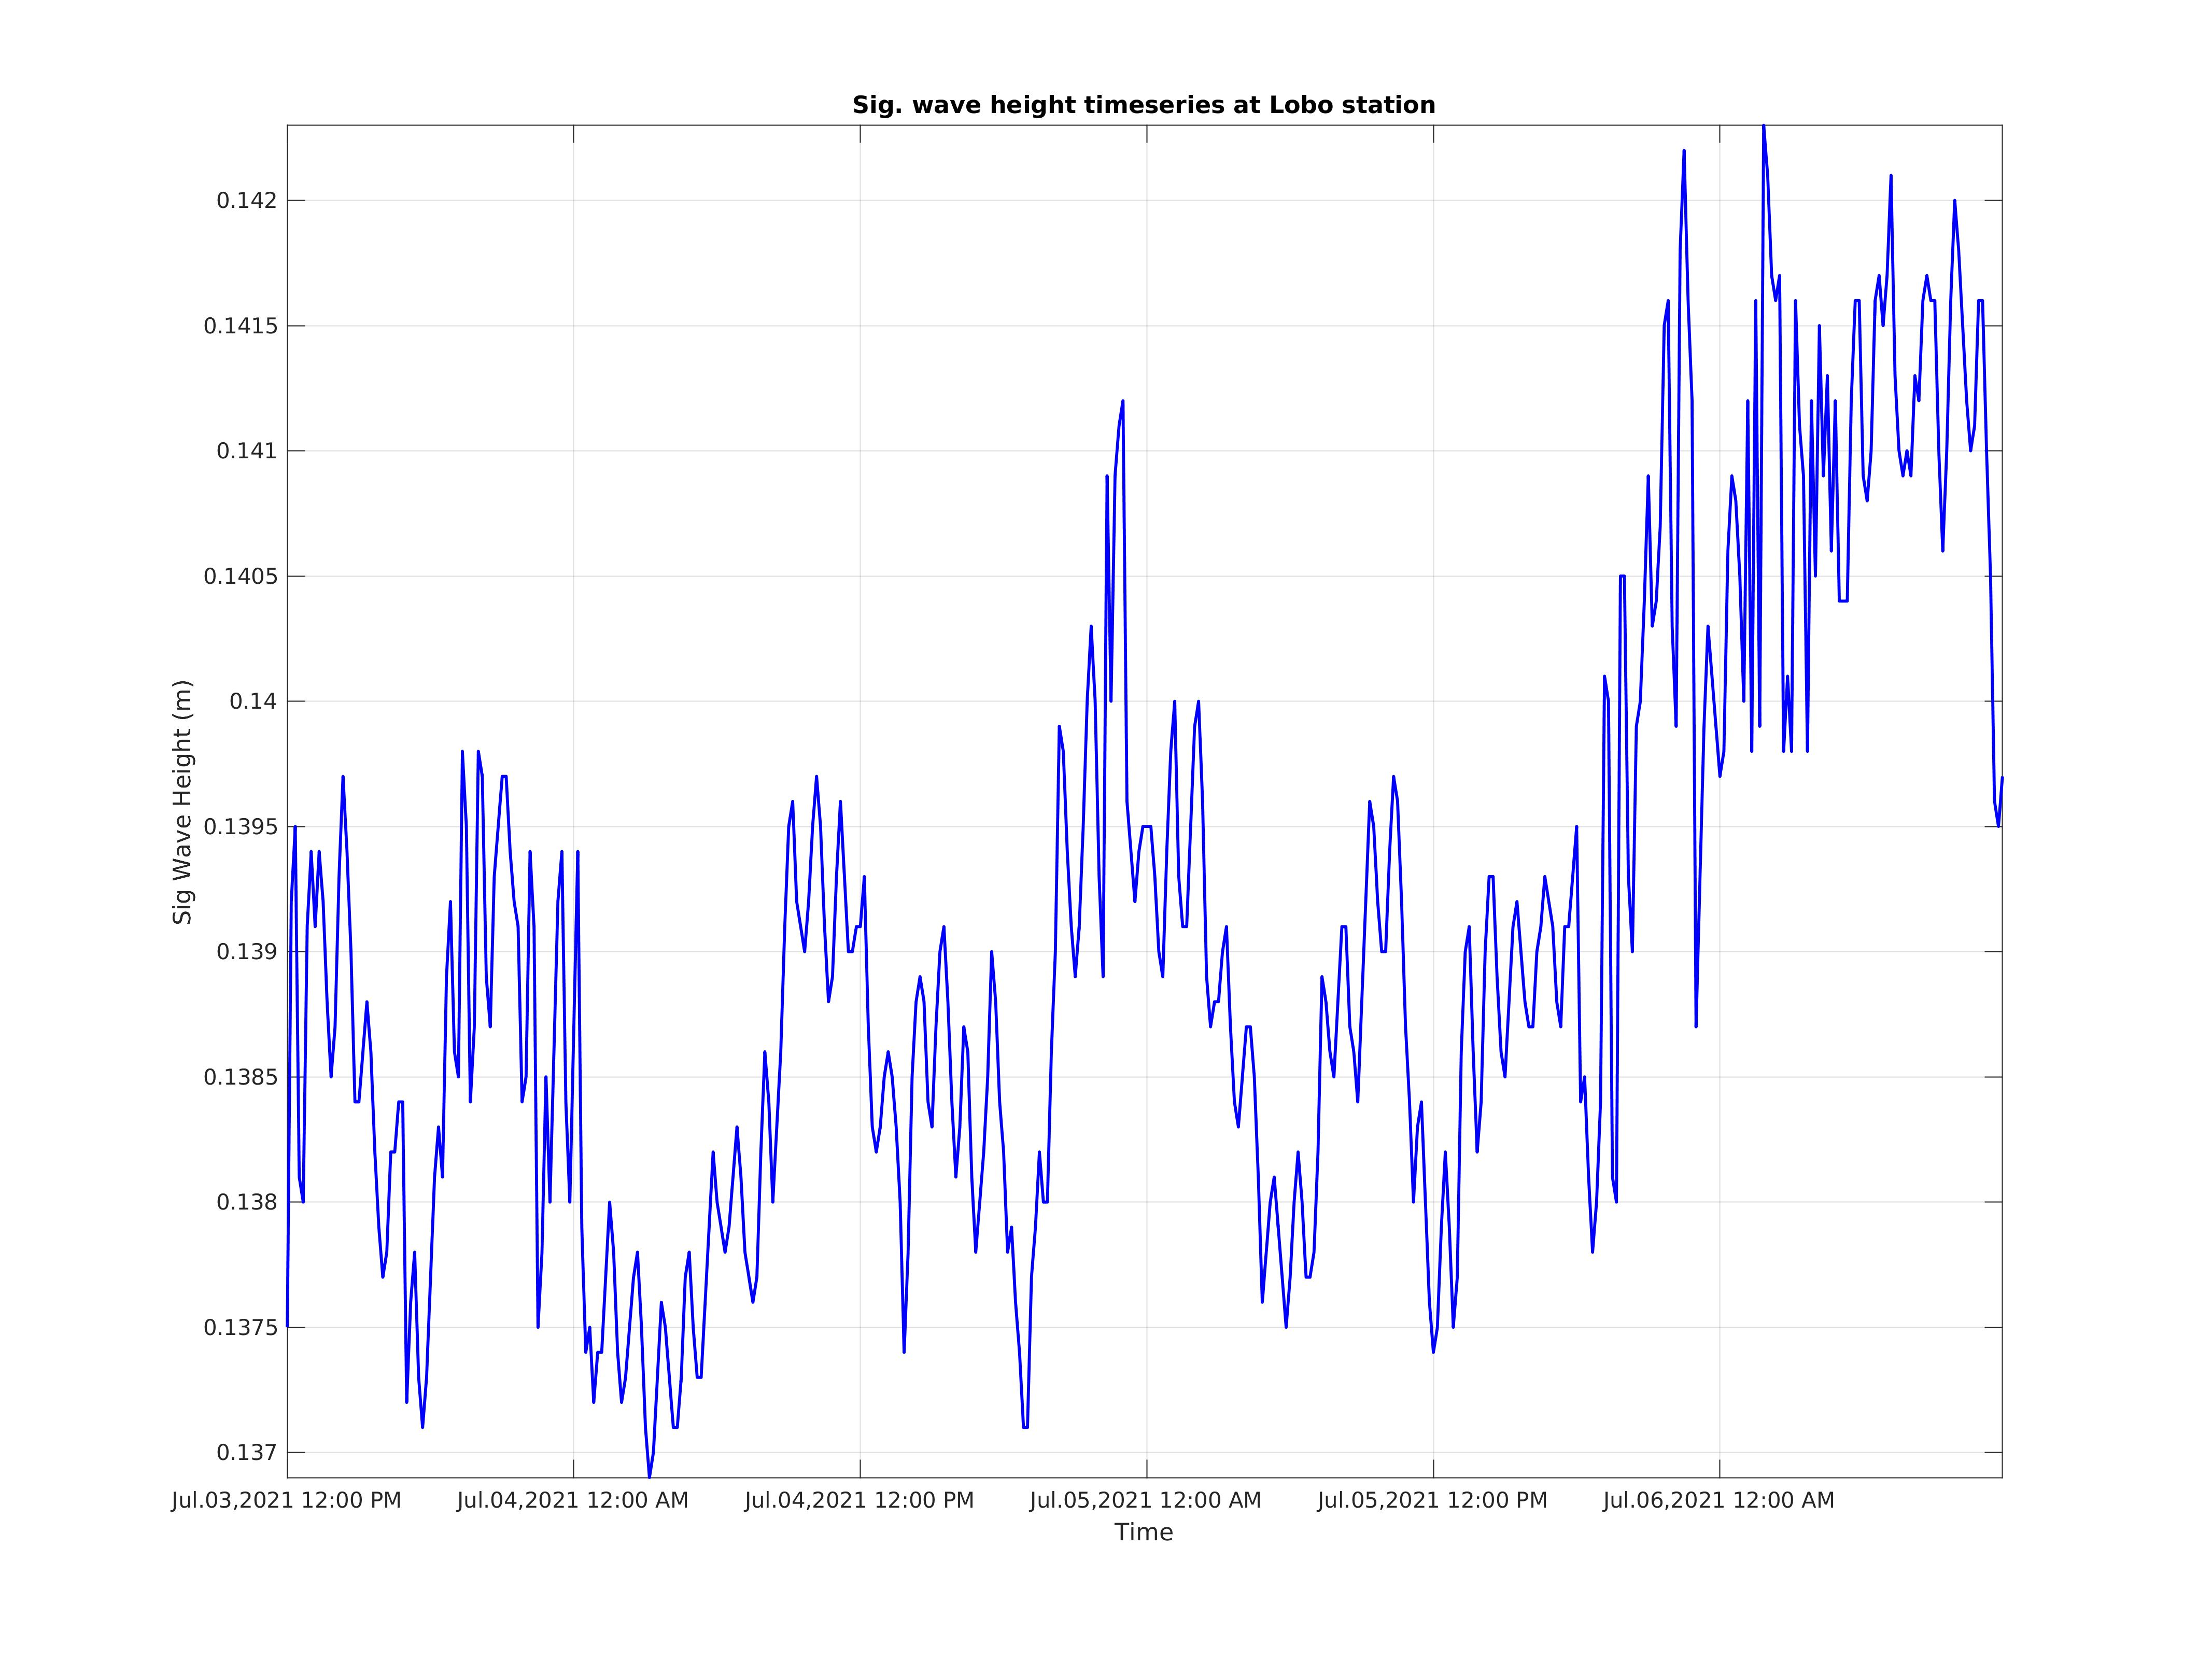 Sig. wave height timeseries at Lobo station
0.142
0.1415
0.141
0.1405
0.14
0.1395
0.139
0.1385
0.138
0.1375
0.137
Sig Wave Height (m)
Jul.03,2021 12:00 PM Jul.04,2021 12:00 AM Jul.04,2021 12:00 PM Jul.05,2021 12:00 AM Jul.05,2021 12:00 PM Jul.06,2021 12:00 AM
Time